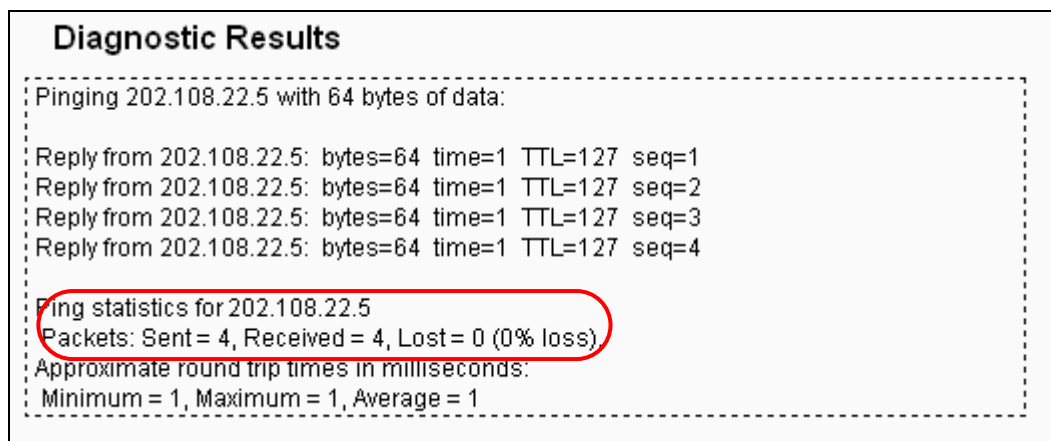 Diagnostic Results
Pinging 202.108.22.5 with 64 bytes of data:
Reply from 202.108.22.5: bytes=64 time=1 TTL=127 seq=1
Reply from 202.108.22.5: bytes=64 time=1 TTL=127 seq=2
Reply from 202.108.22.5: bytes=64 time=1 TTL=127 seq=3
Reply from 202.108.22.5: bytes=64 time=1 TTL=127 seq=4
Ping statistics for 202.108.22.5
Packets: Sent = 4, Received = 4, Lost = 0 (0% loss),
Approximate round trip times in milliseconds:
Minimum = 1, Maximum = 1, Average = 1